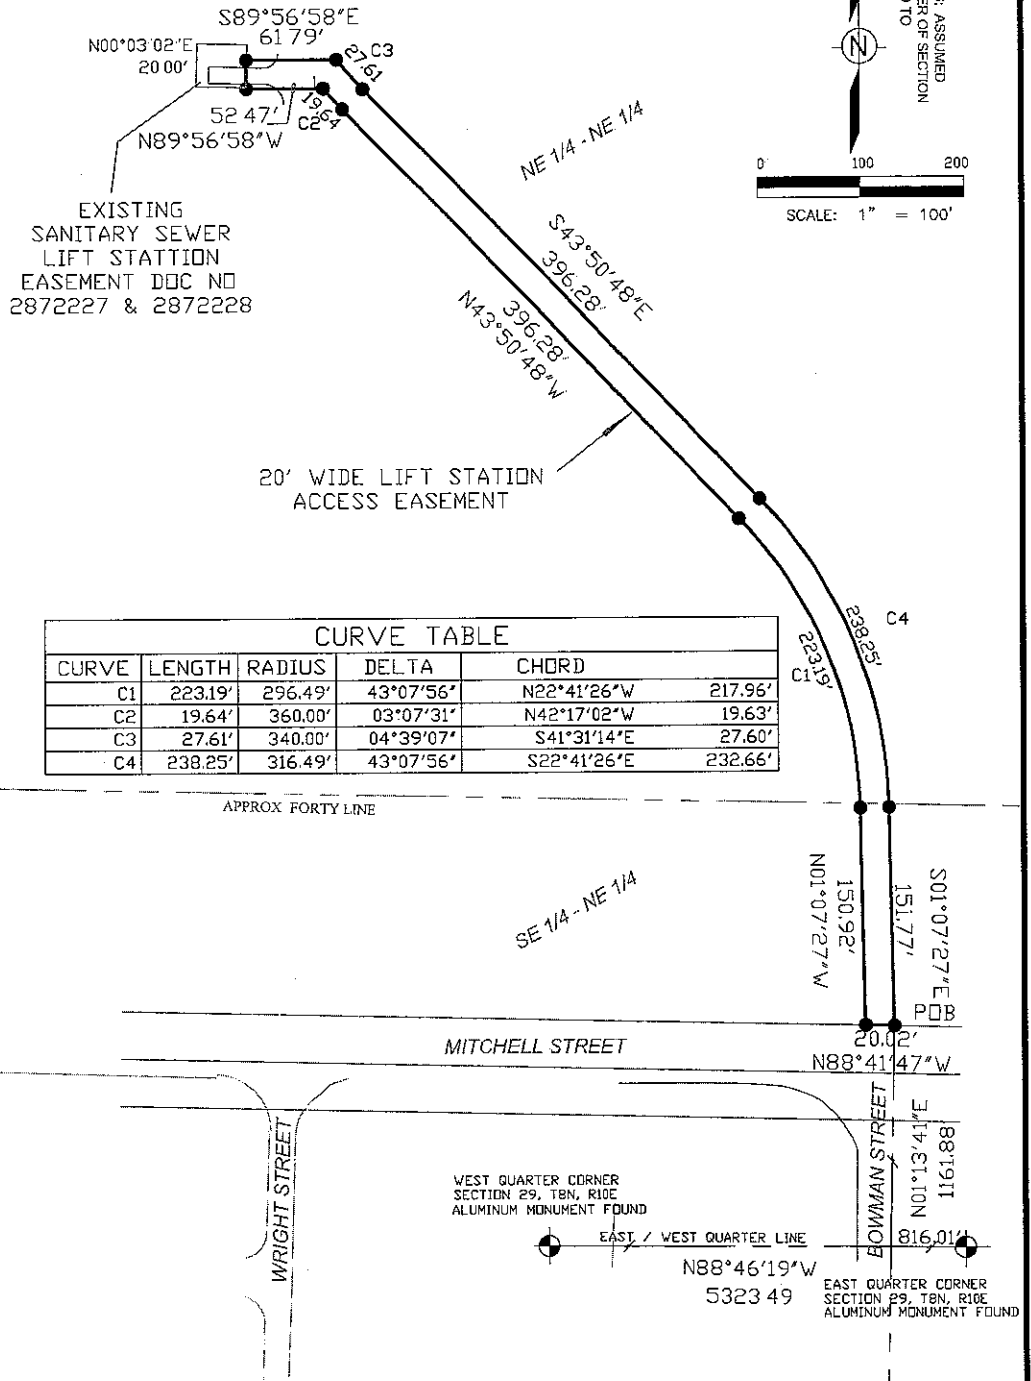 S89°56'58"E
61 79'
N00°03'02"E
20 00'
C3
27.61
52 47'
19.64
C2
N89°56'58"W
EXISTING
SANITARY SEWER
LIFT STATTION
EASEMENT DOC NO
2872227 & 2872228
NE 1/4 - NE 1/4
ASSUMED
ER OF SECTION
TO
N
0' 100 200
SCALE: 1" = 100'
S43°50'48"E
396.28'
396.28'
N43°50'48"W
20' WIDE LIFT STATION
ACCESS EASEMENT
C4
238.25'
223.19'
C1
CURVE TABLE
CURVE LENGTH RADIUS DELTA CHORD
C1 223.19' 296.49' 43°07'56" N22°41'26"W 217.96'
C2 19.64' 360.00' 03°07'31" N42°17'02"W 19.63'
C3 27.61' 340.00' 04°39'07" S41°31'14"E 27.60'
C4 238.25' 316.49' 43°07'56" S22°41'26"E 232.66'
APPROX FORTY LINE
SE 1/4 - NE 1/4
N01°07'27"W
150.92'
151.77'
S01°07'27"E
POB
20.02'
N88°41'47"W
MITCHELL STREET
WRIGHT STREET
BOWMAN STREET
N01°13'41"E
1161.88'
WEST QUARTER CORNER
SECTION 29, T8N, R10E
ALUMINUM MONUMENT FOUND
EAST / WEST QUARTER LINE
816.01'
N88°46'19"W
5323 49
EAST QUARTER CORNER
SECTION 29, T8N, R10E
ALUMINUM MONUMENT FOUND